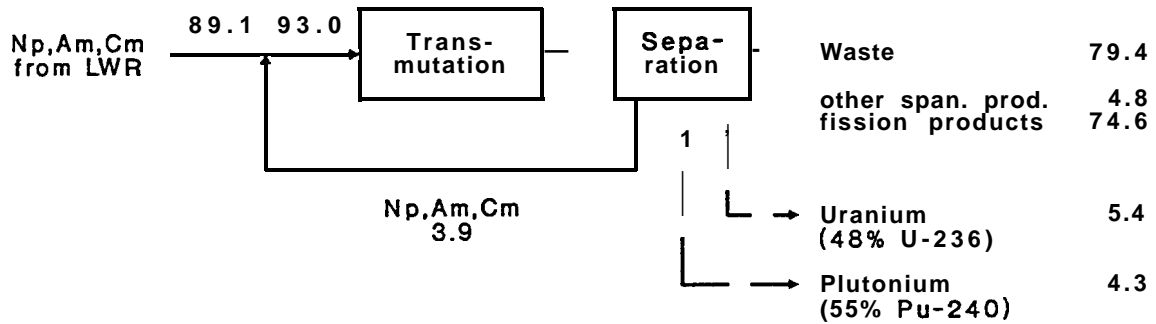 89.1 93.0
Np,Am,Cm
from LWR
Trans-
mutation
Sepa-
ration
Waste 79.4
other span. prod. 4.8
fission products 74.6
1
Np,Am,Cm
3.9
Uranium 5.4
(48% U-236)
Plutonium 4.3
(55% Pu-240)